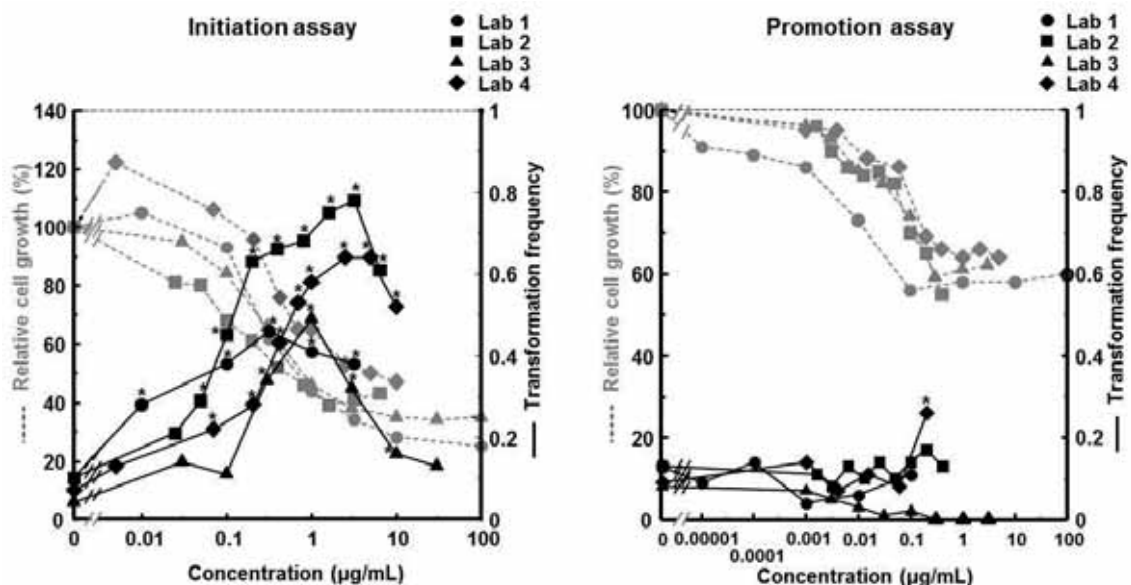 Initiation assay
Lab 1
Lab 2
Lab 3
Lab 4
140
120
100
80
60
40
20
0
Relative cell growth (%)
1
0.8
0.6
0.4
0.2
0
Transformation frequency
0 0.01 0.1 1 10 100
Concentration (µg/mL)
Promotion assay
Lab 1
Lab 2
Lab 3
Lab 4
100
80
60
40
20
0
Relative cell growth (%)
1
0.8
0.6
0.4
0.2
0
Transformation frequency
0 0.00001 0.001 0.01 0.1 1 10 100
0.0001
Concentration (µg/mL)